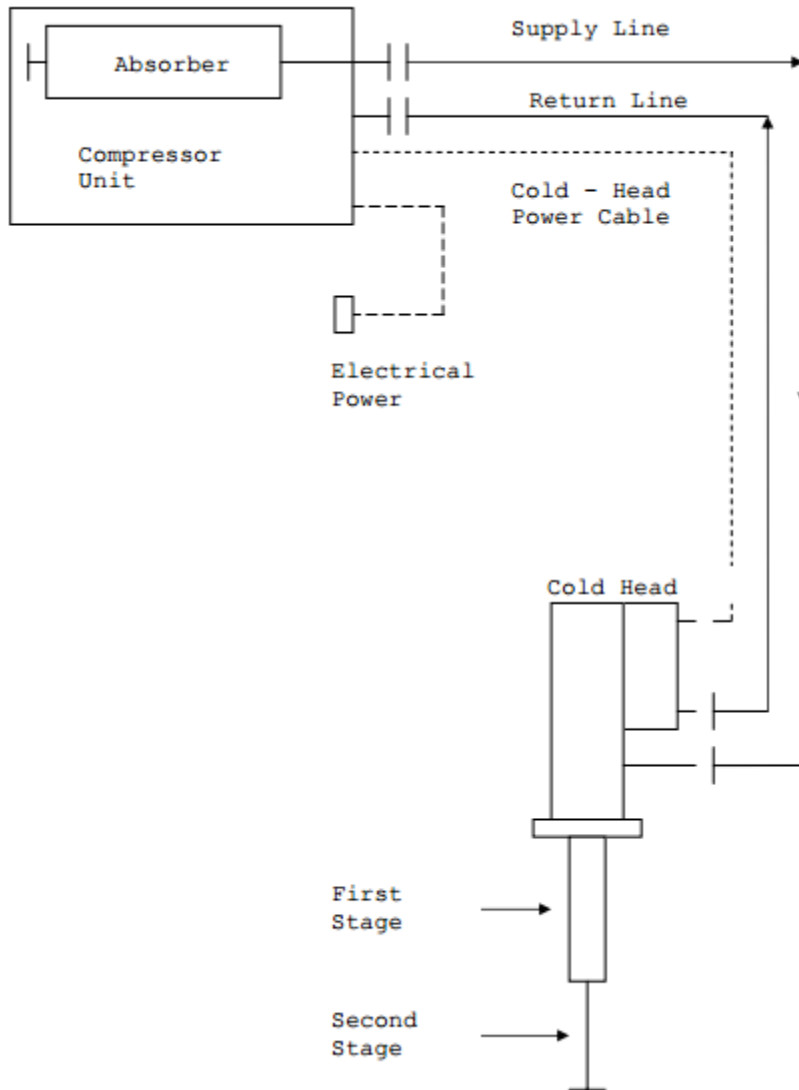 Supply Line
Absorber
Return Line
Compressor
Unit
Cold - Head
Power Cable
Electrical
Power
Cold Head
First
Stage
Second
Stage